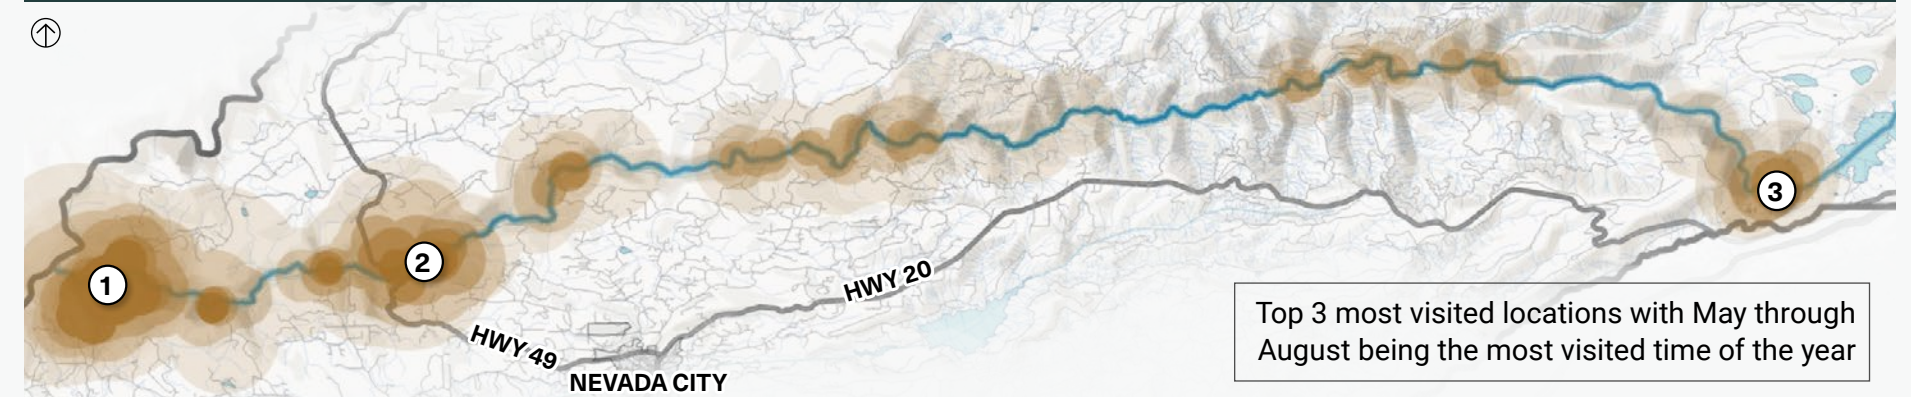 1
2
3
HWY 20
HWY 49
NEVADA CITY
Top 3 most visited locations with May through
August being the most visited time of the year